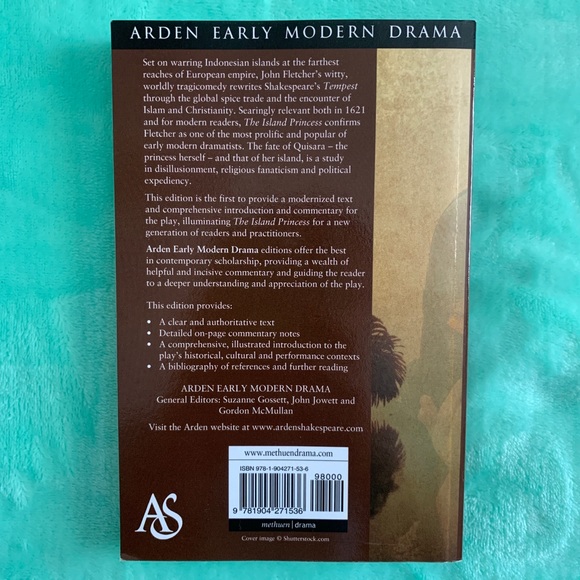 ARDEN EARLY MODERN DRAMA
Set on warring Indonesian islands at the farthest
reaches of European empire, John Fletcher's witty,
worldly tragicomedy rewrites Shakespeare's Tempest
through the global spice trade and the encounter of
Islam and Christianity. Searingly relevant both in 1621
and for modern readers, The Island Princess confirms
Fletcher as one of the most prolific and popular of
early modern dramatists. The fate of Quisara – the
princess herself – and that of her island, is a study
in disillusionment, religious fanaticism and political
expediency.
This edition is the first to provide a modernized text
and comprehensive introduction and commentary for
the play, illuminating The Island Princess for a new
generation of readers and practitioners.
Arden Early Modern Drama editions offer the best
in contemporary scholarship, providing a wealth of
helpful and incisive commentary and guiding the reader
to a deeper understanding and appreciation of the play.
This edition provides:
• A clear and authoritative text
• Detailed on-page commentary notes
• A comprehensive, illustrated introduction to the
play's historical, cultural and performance contexts
• A bibliography of references and further reading
ARDEN EARLY MODERN DRAMA
General Editors: Suzanne Gossett, John Jowett and
Gordon McMullan
Visit the Arden website at www.ardenshakespeare.com
www.methuendrama.com
ISBN 978-1-904271-53-6
98000
9 781904 271536
methuen | drama
AS
Cover image © Shutterstock.com